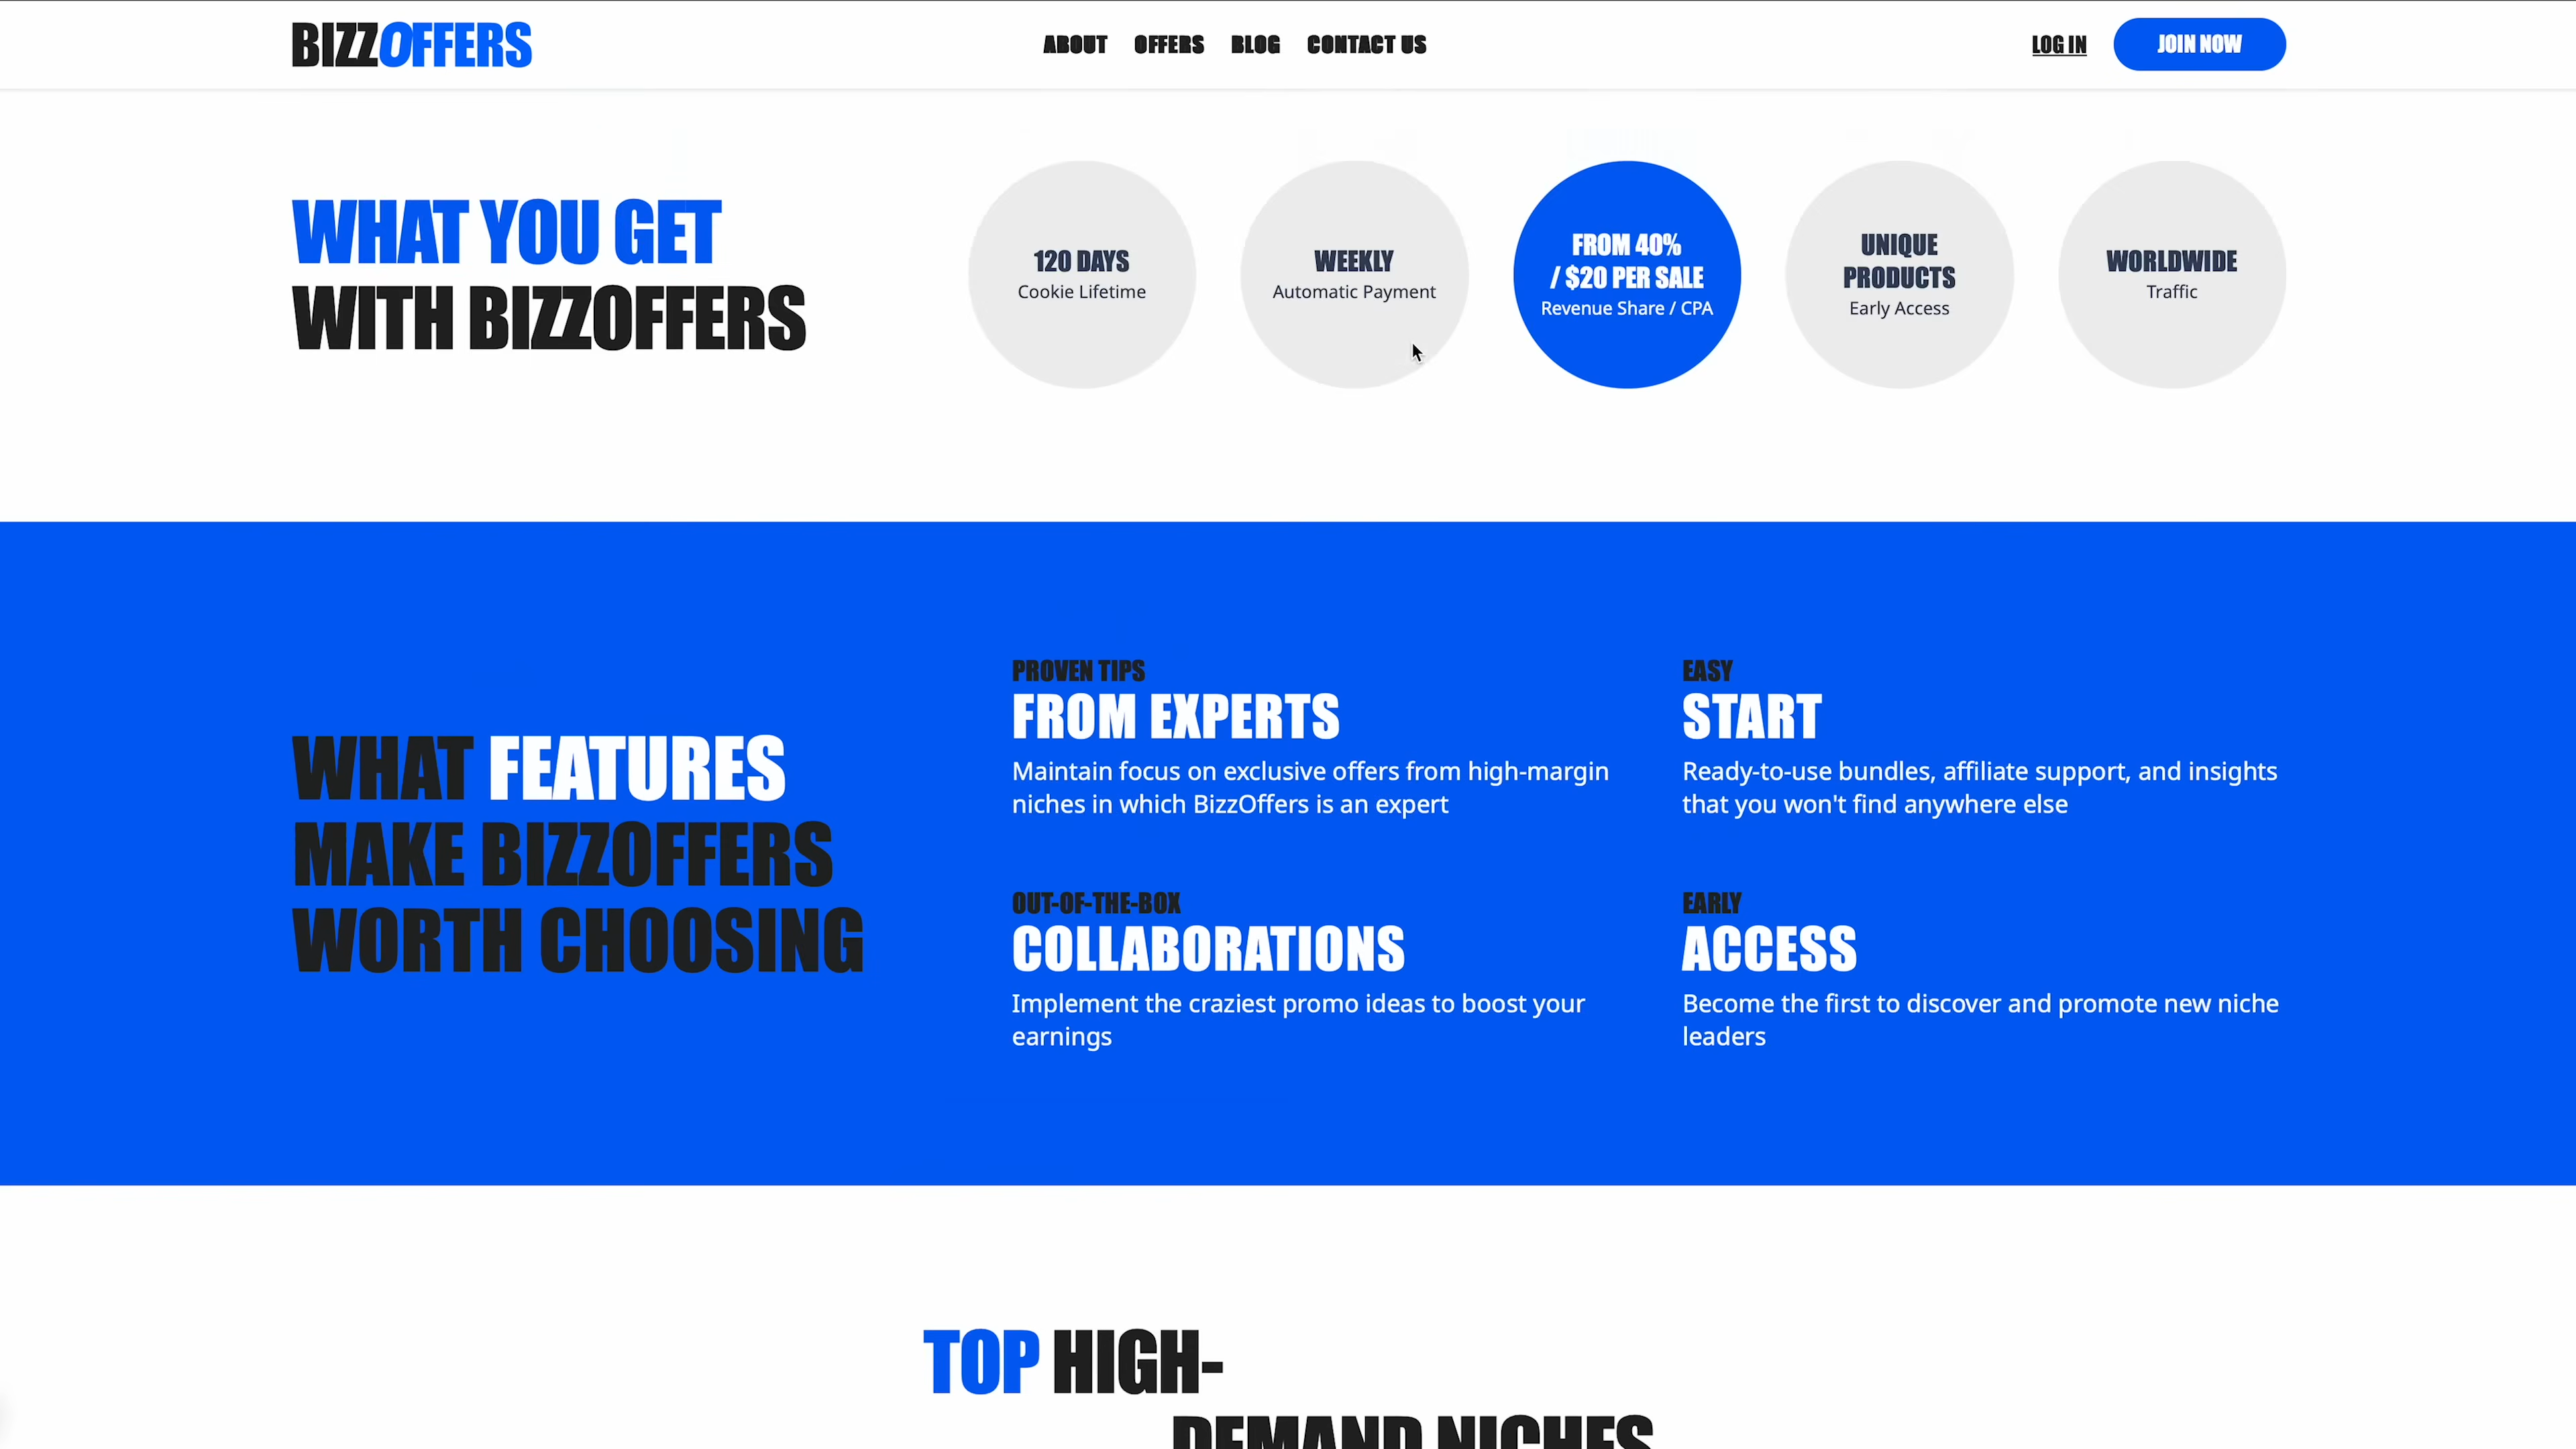 BIZZOFFERS
ABOUT OFFERS BLOG CONTACT US
LOG IN
JOIN NOW
WHAT YOU GET
WITH BIZZOFFERS
120 DAYS
Cookie Lifetime
WEEKLY
Automatic Payment
FROM 40%
/ $20 PER SALE
Revenue Share / CPA
UNIQUE
PRODUCTS
Early Access
WORLDWIDE
Traffic
WHAT FEATURES
MAKE BIZZOFFERS
WORTH CHOOSING
PROVEN TIPS
FROM EXPERTS
Maintain focus on exclusive offers from high-margin
niches in which BizzOffers is an expert
EASY
START
Ready-to-use bundles, affiliate support, and insights
that you won't find anywhere else
OUT-OF-THE-BOX
COLLABORATIONS
Implement the craziest promo ideas to boost your
earnings
EARLY
ACCESS
Become the first to discover and promote new niche
leaders
TOP HIGH-
DEMAND NICHES